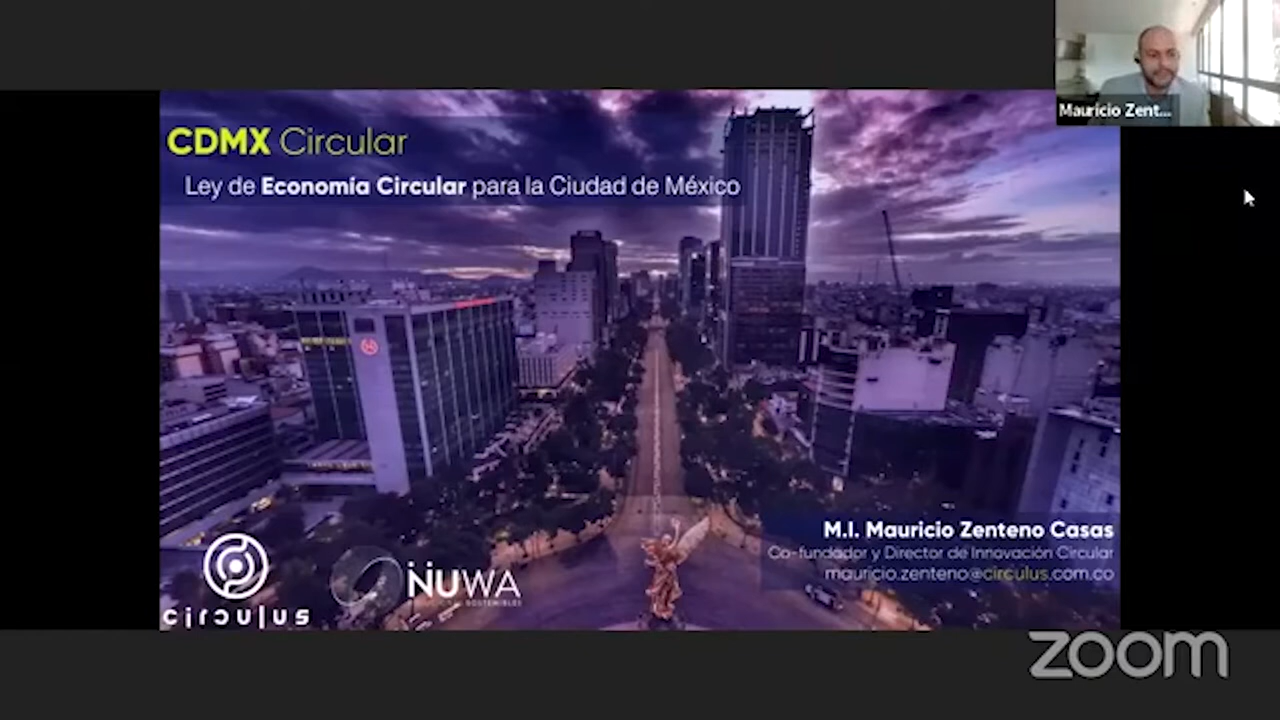 Mauricio Zent...
CDMX Circular
Ley de Economía Circular para la Ciudad de México
M.I. Mauricio Zenteno Casas
Co-fundador y Director de Innovación Circular
mauricio.zenteno@circulus.com.co
circulus
NUWA
SOSTENIBLES
zoom